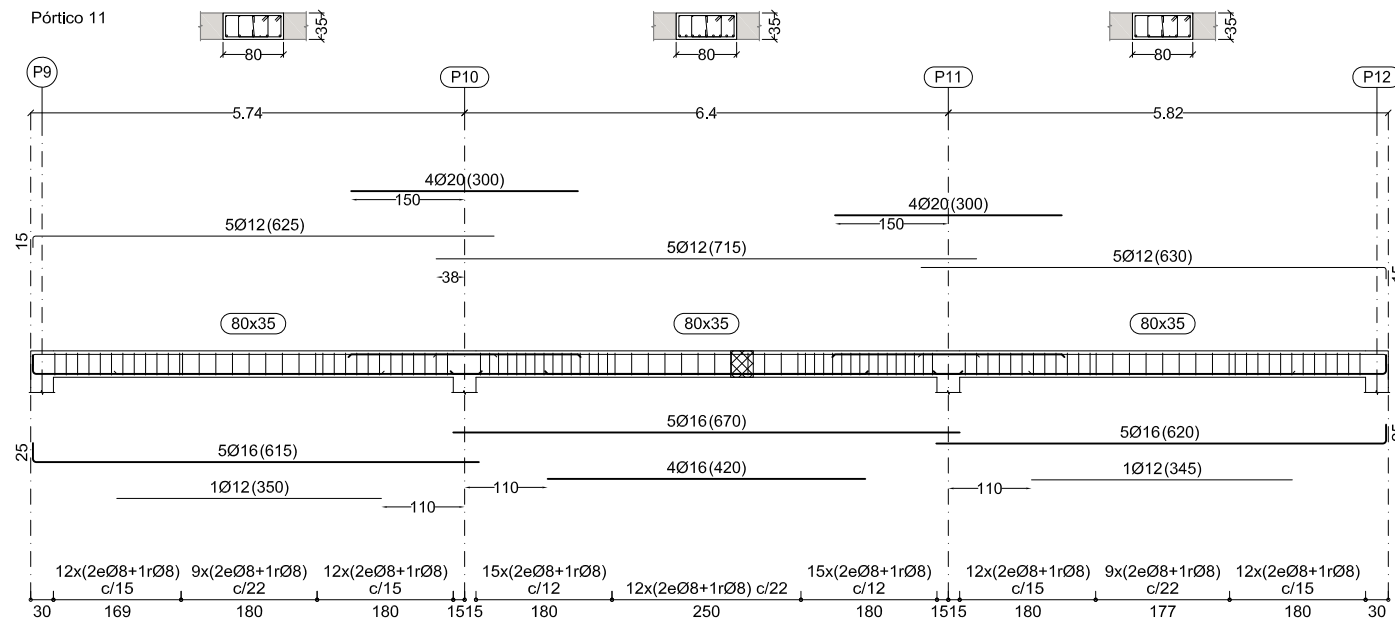 Pórtico 11
35
35
35
80
80
80
P9
P10
P11
P12
5.74
6.4
5.82
4Ø20(300)
150
4Ø20(300)
150
5Ø12(625)
15
5Ø12(715)
38
5Ø12(630)
15
80x35
80x35
80x35
5Ø16(670)
5Ø16(620)
25
25
5Ø16(615)
4Ø16(420)
1Ø12(345)
1Ø12(350)
110
110
110
12x(2eØ8+1rØ8) 9x(2eØ8+1rØ8) 12x(2eØ8+1rØ8) 15x(2eØ8+1rØ8) 15x(2eØ8+1rØ8) 12x(2eØ8+1rØ8) 9x(2eØ8+1rØ8) 12x(2eØ8+1rØ8)
c/15 c/22 c/15 c/12 12x(2eØ8+1rØ8) c/22 c/12 c/15 c/22 c/15
30 169 180 180 15 15 180 250 180 15 15 180 177 180 30